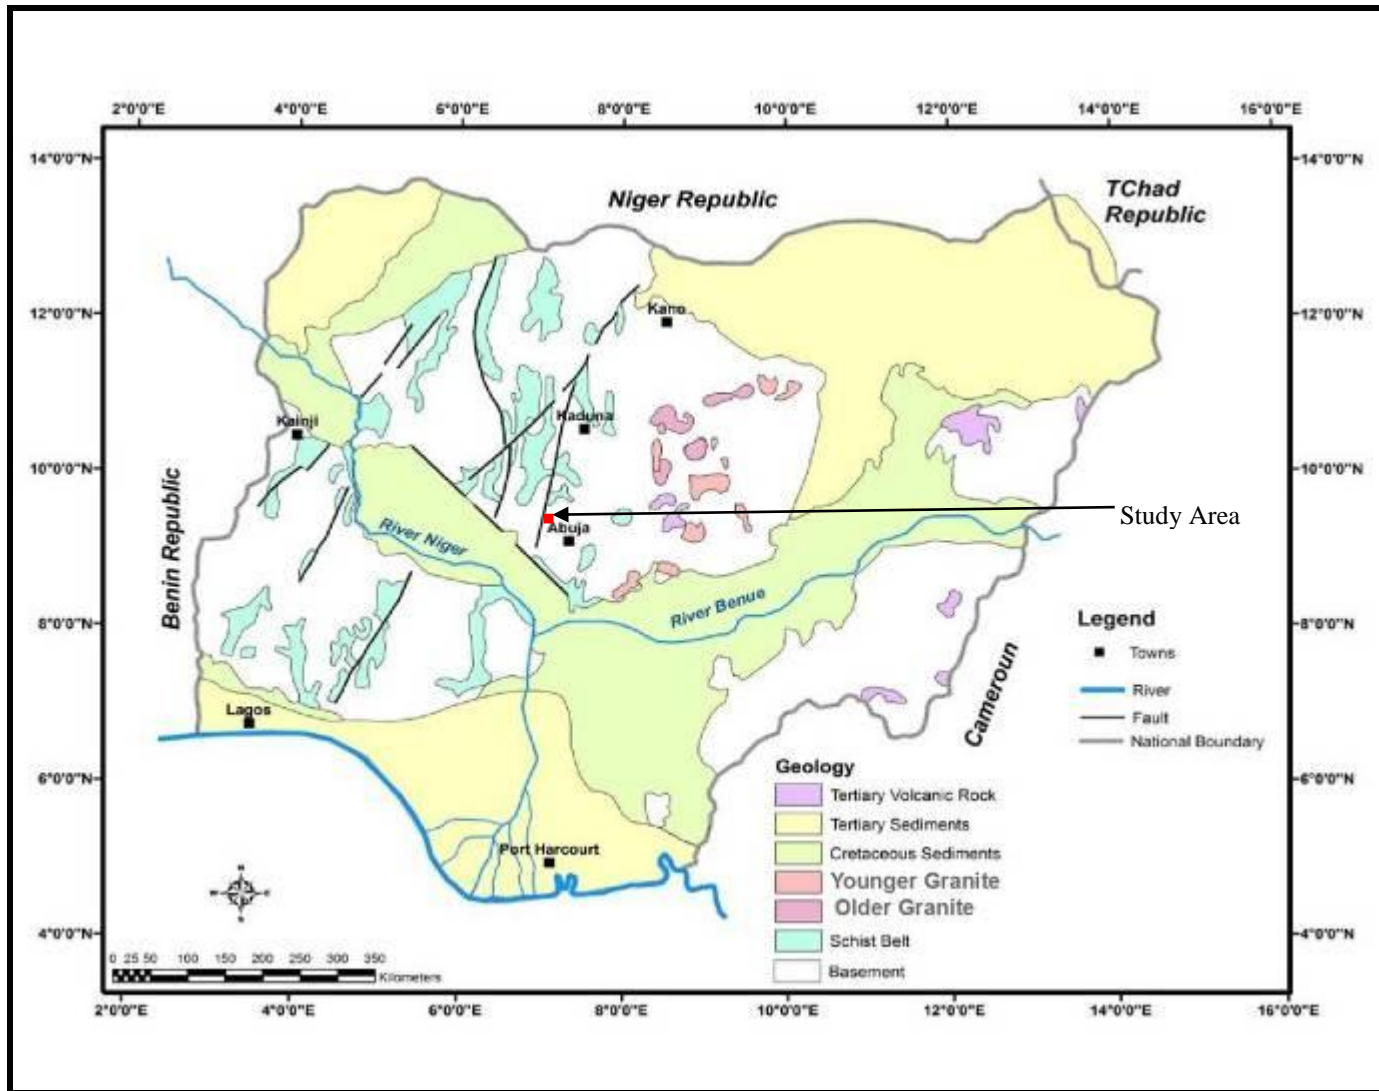 2°0'0"E 4°0'0"E 6°0'0"E 8°0'0"E 10°0'0"E 12°0'0"E 14°0'0"E 16°0'0"E
14°0'0"N 14°0'0"N
Niger Republic
TChad
Republic
12°0'0"N 12°0'0"N
Kano
Kainji
Kaduna
10°0'0"N 10°0'0"N
Benin Republic
River Niger
Abuja
Study Area
River Benue
8°0'0"N 8°0'0"N
Cameroun
Lagos
6°0'0"N 6°0'0"N
Port Harcourt
4°0'0"N 4°0'0"N
Legend
Towns
River
Fault
National Boundary
Geology
Tertiary Volcanic Rock
Tertiary Sediments
Cretaceous Sediments
Younger Granite
Older Granite
Schist Belt
Basement
N
W E
S
0 25 50 100 150 200 250 300 350
Kilometers
2°0'0"E 4°0'0"E 6°0'0"E 8°0'0"E 10°0'0"E 12°0'0"E 14°0'0"E 16°0'0"E